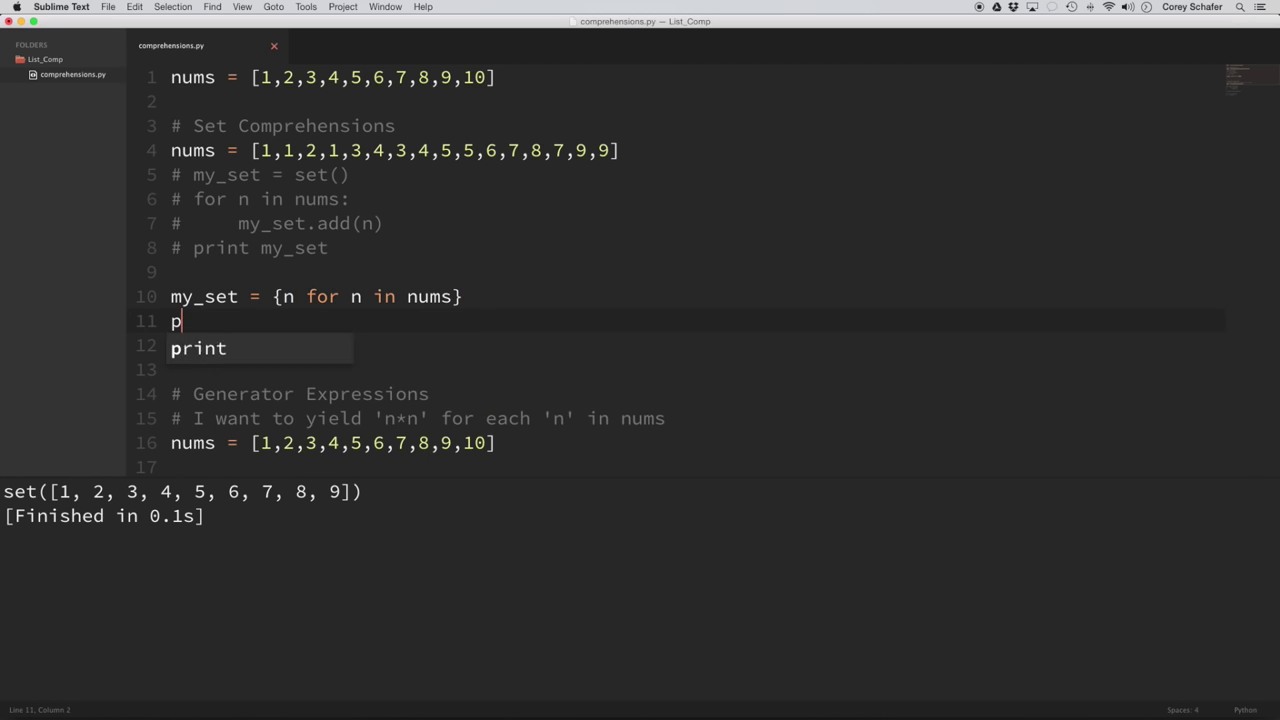 Sublime Text File Edit Selection Find View Goto Tools Project Window Help Corey Schafer
comprehensions.py — List_Comp
FOLDERS
List_Comp
comprehensions.py
comprehensions.py
1 nums = [1,2,3,4,5,6,7,8,9,10]
2
3 # Set Comprehensions
4 nums = [1,1,2,1,3,4,3,4,5,5,6,7,8,7,9,9]
5 # my_set = set()
6 # for n in nums:
7 #     my_set.add(n)
8 # print my_set
9
10 my_set = {n for n in nums}
11 p
12 print
13
14 # Generator Expressions
15 # I want to yield 'n*n' for each 'n' in nums
16 nums = [1,2,3,4,5,6,7,8,9,10]
17
set([1, 2, 3, 4, 5, 6, 7, 8, 9])
[Finished in 0.1s]
Line 11, Column 2 Spaces: 4 Python